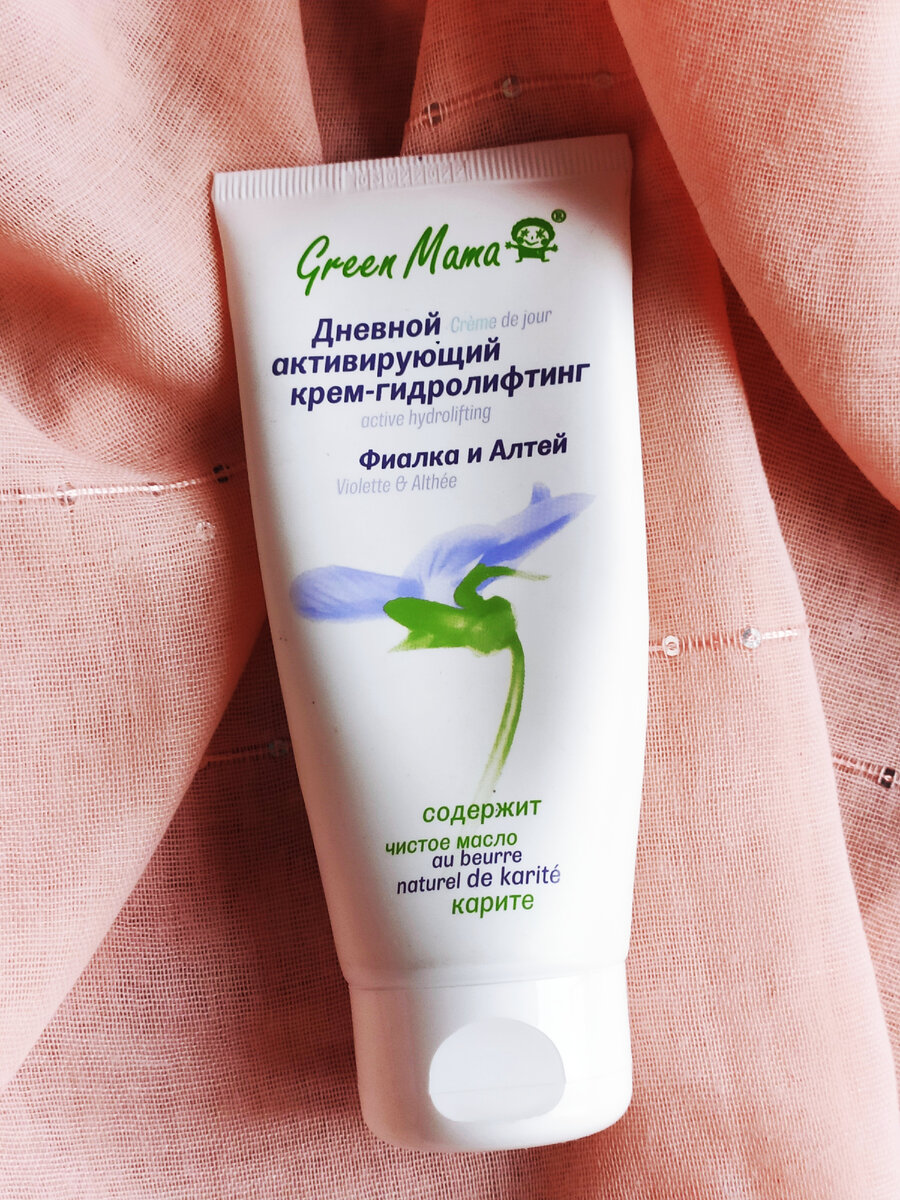 Green Mama ®
Дневной Crème de jour
активирующий
крем-гидролифтинг
active hydrolifting
Фиалка и Алтей
Violette & Althée
содержит
чистое масло
au beurre
naturel de karité
карите